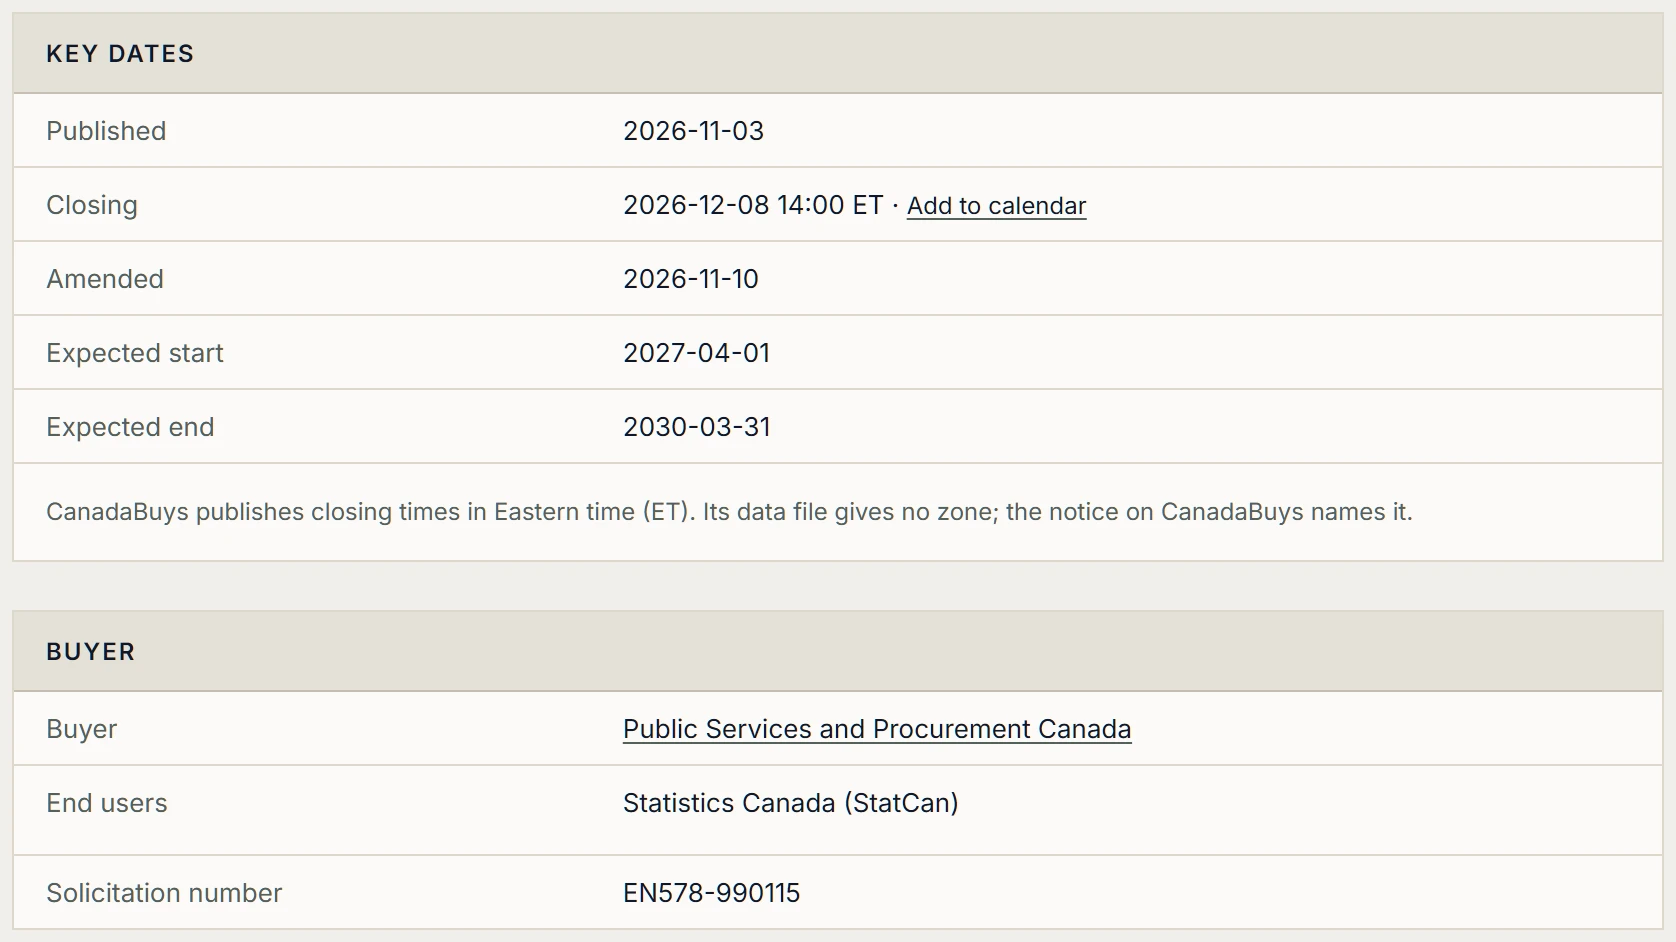 KEY DATES
Published 2026-11-03
Closing 2026-12-08 14:00 ET · Add to calendar
Amended 2026-11-10
Expected start 2027-04-01
Expected end 2030-03-31
CanadaBuys publishes closing times in Eastern time (ET). Its data file gives no zone; the notice on CanadaBuys names it.
BUYER
Buyer Public Services and Procurement Canada
End users Statistics Canada (StatCan)
Solicitation number EN578-990115